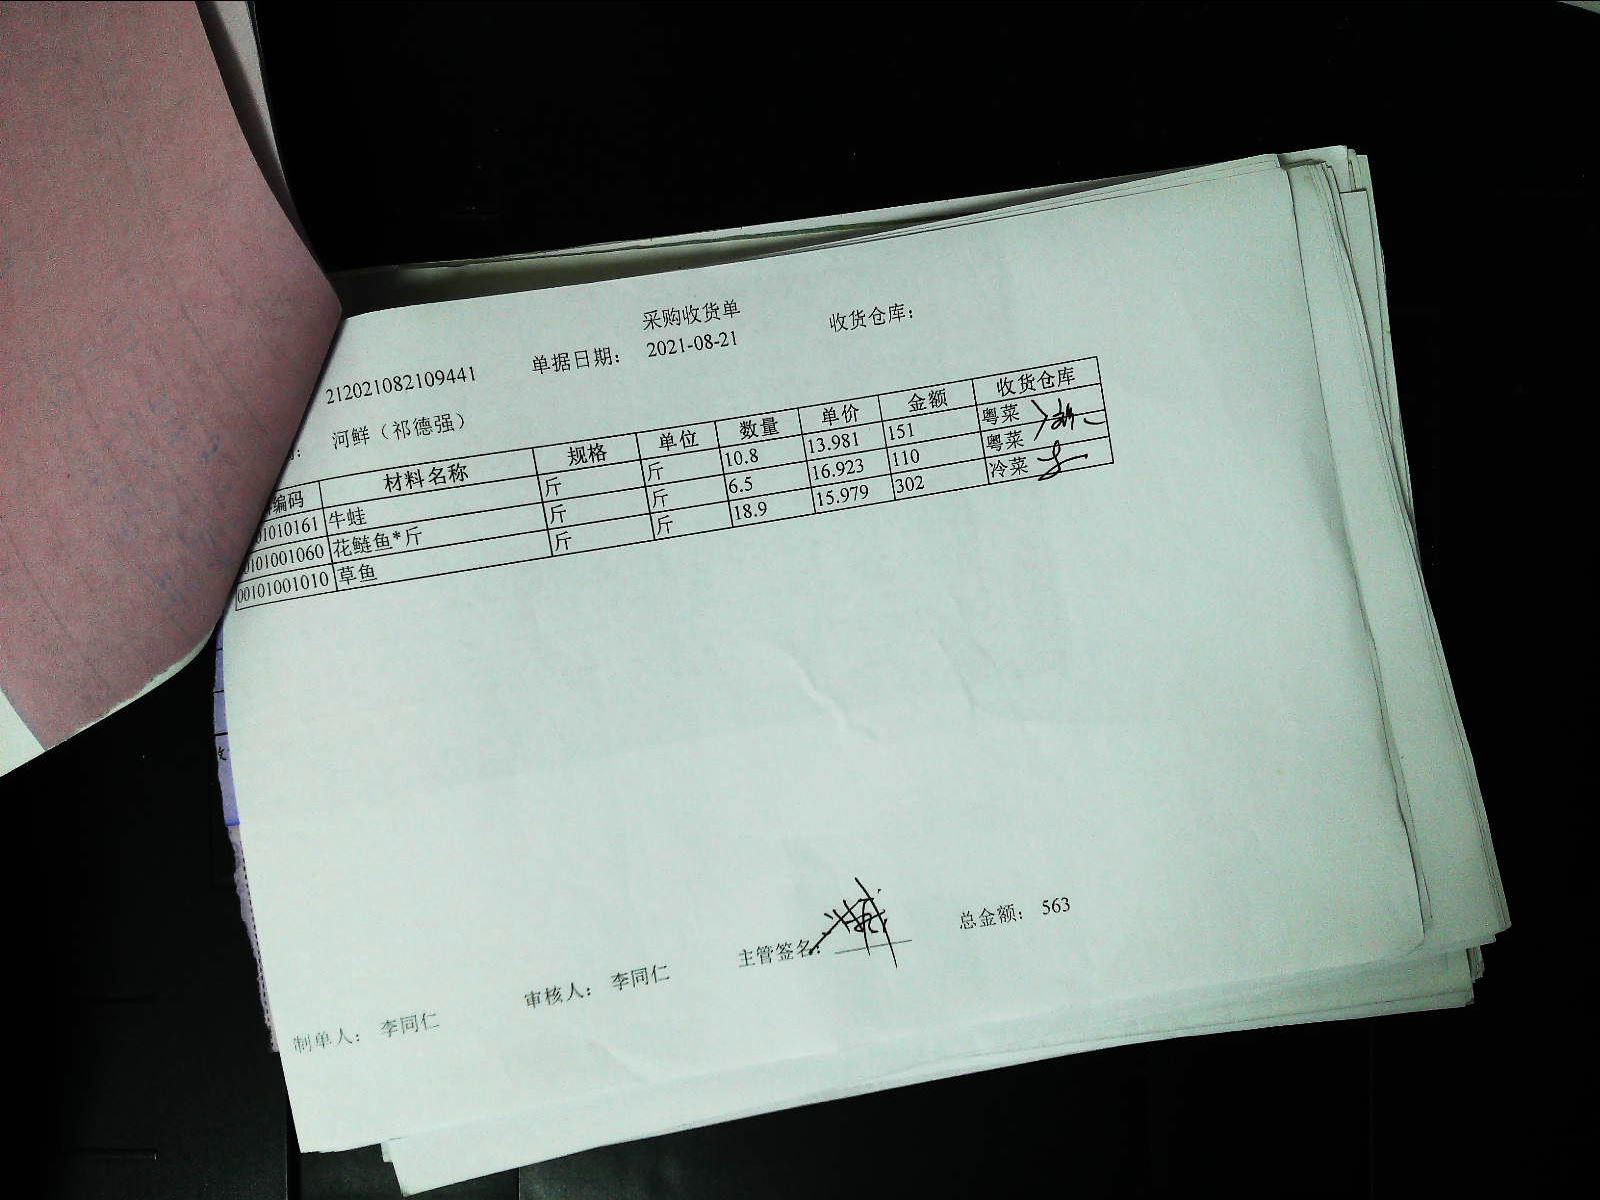 采购收货单
212021082109441 单据日期： 2021-08-21 收货仓库：
河鲜（祁德强）
编码 材料名称 规格 单位 数量 单价 金额 收货仓库
01010161 牛蛙 斤 斤 10.8 13.981 151 粤菜
0101001060 花鲢鱼*斤 斤 斤 6.5 16.923 110 粤菜
00101001010 草鱼 斤 斤 18.9 15.979 302 冷菜
制单人： 李同仁 审核人： 李同仁 主管签名： 总金额： 563